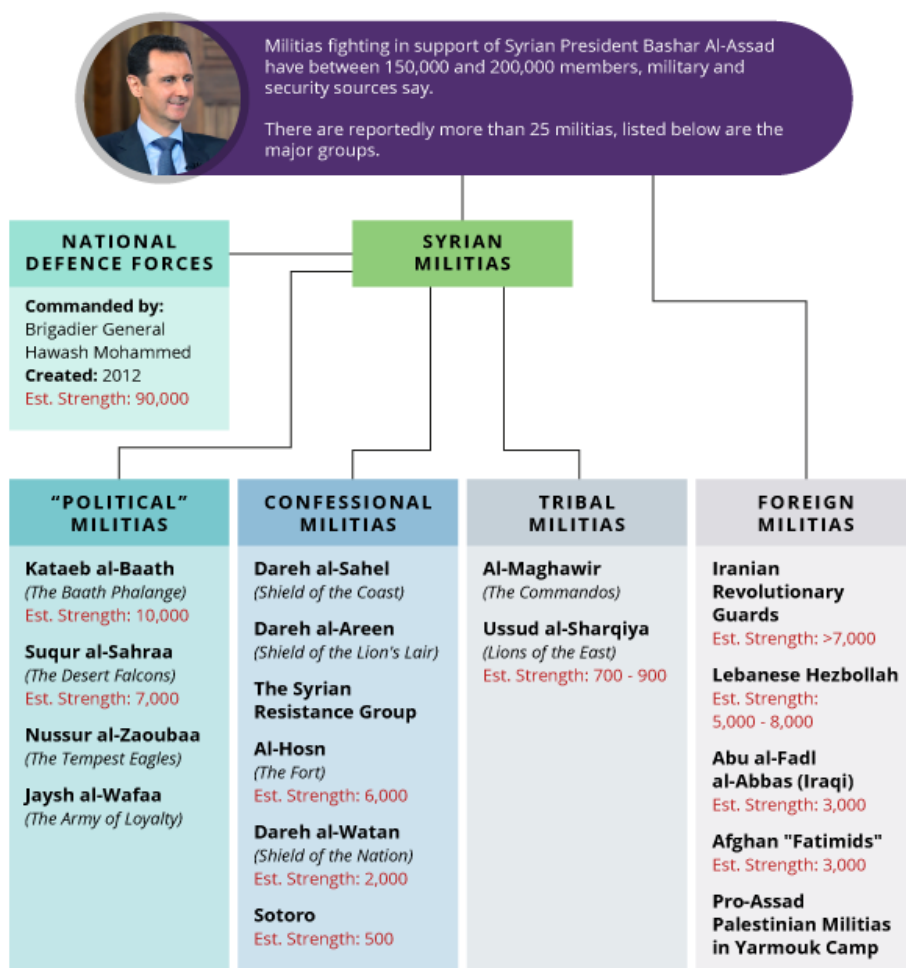 Militias fighting in support of Syrian President Bashar Al-Assad
have between 150,000 and 200,000 members, military and
security sources say.
There are reportedly more than 25 militias, listed below are the
major groups.
NATIONAL
DEFENCE FORCES
Commanded by:
Brigadier General
Hawash Mohammed
Created: 2012
Est. Strength: 90,000
SYRIAN
MILITIAS
“POLITICAL”
MILITIAS
Kataeb al-Baath
(The Baath Phalange)
Est. Strength: 10,000
Suqur al-Sahraa
(The Desert Falcons)
Est. Strength: 7,000
Nussur al-Zaoubaa
(The Tempest Eagles)
Jaysh al-Wafaa
(The Army of Loyalty)
CONFESSIONAL
MILITIAS
Dareh al-Sahel
(Shield of the Coast)
Dareh al-Areen
(Shield of the Lion's Lair)
The Syrian
Resistance Group
Al-Hosn
(The Fort)
Est. Strength: 6,000
Dareh al-Watan
(Shield of the Nation)
Est. Strength: 2,000
Sotoro
Est. Strength: 500
TRIBAL
MILITIAS
Al-Maghawir
(The Commandos)
Ussud al-Sharqiya
(Lions of the East)
Est. Strength: 700 - 900
FOREIGN
MILITIAS
Iranian
Revolutionary
Guards
Est. Strength: >7,000
Lebanese Hezbollah
Est. Strength:
5,000 - 8,000
Abu al-Fadl
al-Abbas (Iraqi)
Est. Strength: 3,000
Afghan "Fatimids"
Est. Strength: 3,000
Pro-Assad
Palestinian Militias
in Yarmouk Camp